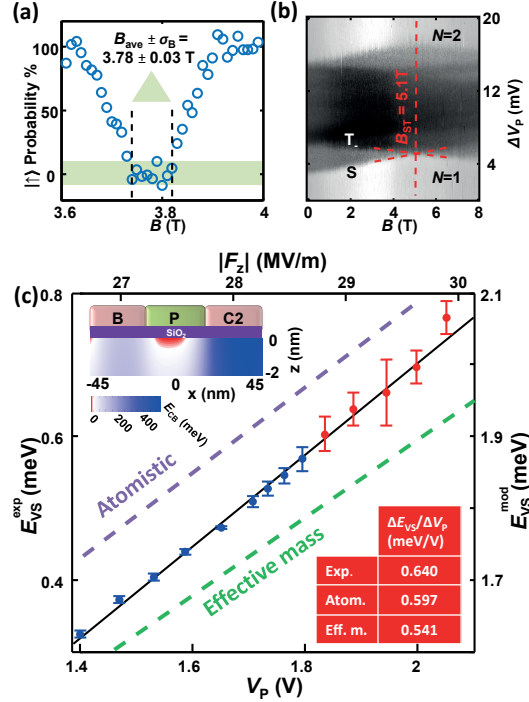 (a)
100
50
0
|↑⟩ Probability %
B_ave ± σ_B =
3.78 ± 0.03 T
3.6
3.8
4
B (T)
(b)
N=2
B_ST = 5.1T
T_
S
N=1
20
12
4
ΔV_P (mV)
0
2
4
6
8
B (T)
|F_z| (MV/m)
27
28
29
30
(c)
0.8
0.6
0.4
E_VS^exp (meV)
B
P
C2
SiO₂
0
-2
z (nm)
-45
0
45
x (nm)
0
200
400
E_CB (meV)
Atomistic
Effective mass
ΔE_VS/ΔV_P
(meV/V)
Exp. 0.640
Atom. 0.597
Eff. m. 0.541
2.1
1.9
1.7
E_VS^mod (meV)
1.4
1.6
1.8
2
V_P (V)